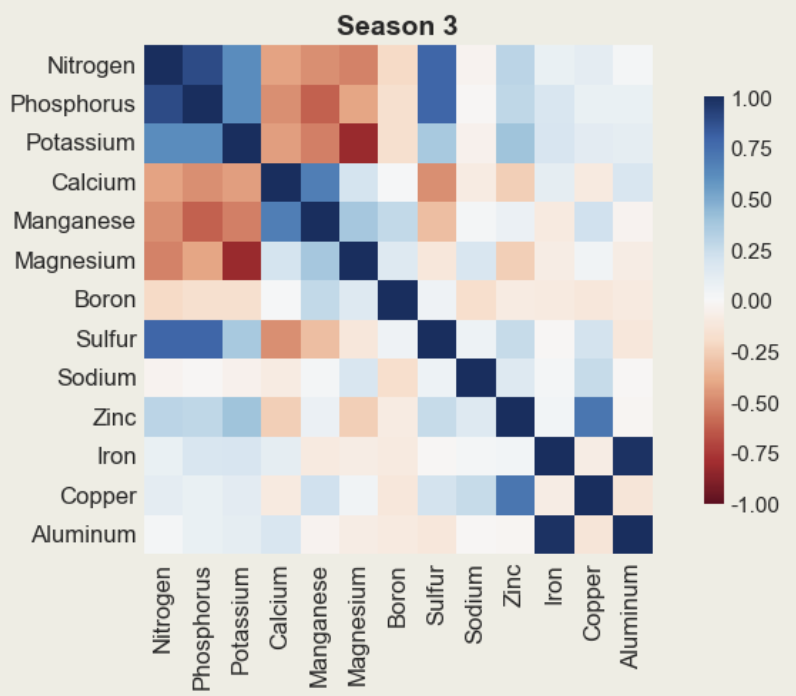 Season 3
Nitrogen
Phosphorus
Potassium
Calcium
Manganese
Magnesium
Boron
Sulfur
Sodium
Zinc
Iron
Copper
Aluminum
1.00
0.75
0.50
0.25
0.00
-0.25
-0.50
-0.75
-1.00
Nitrogen
Phosphorus
Potassium
Calcium
Manganese
Magnesium
Boron
Sulfur
Sodium
Zinc
Iron
Copper
Aluminum